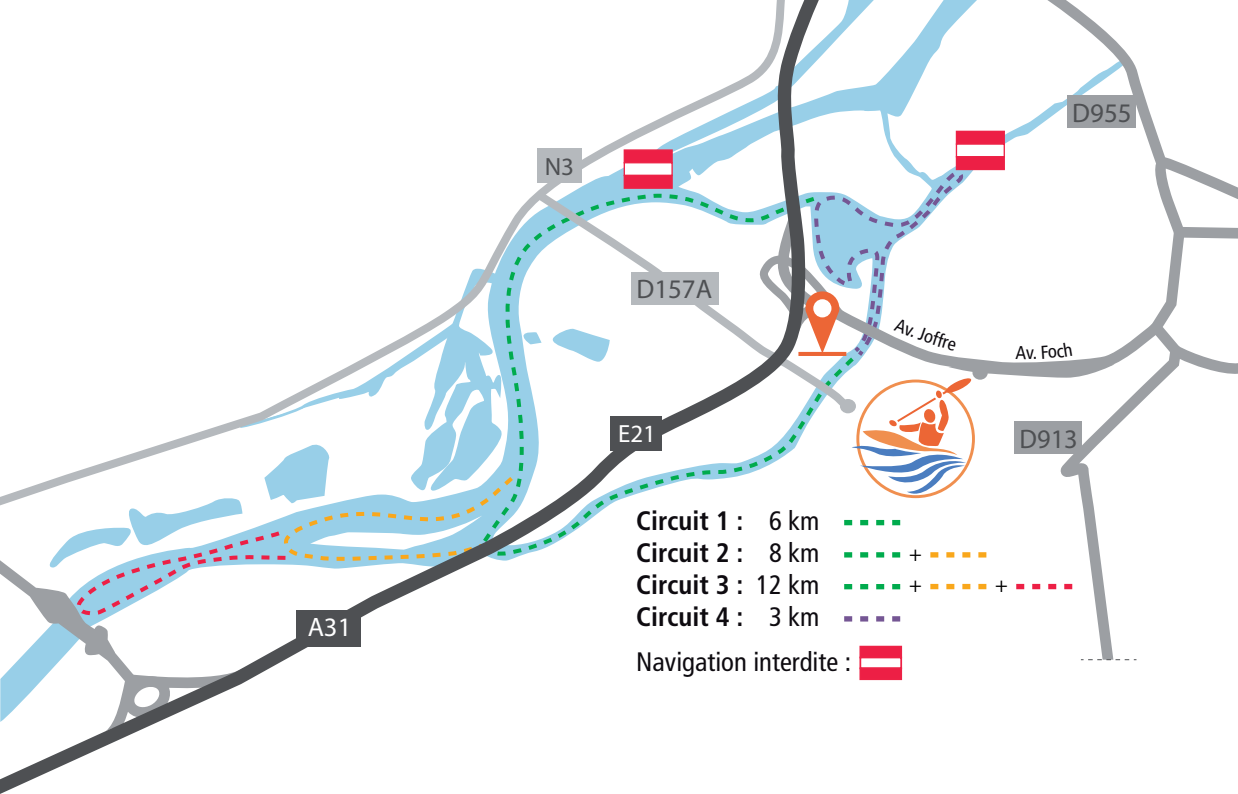 D955
N3
D157A
Av. Joffre
Av. Foch
E21
D913
A31
Circuit 1 : 6 km
Circuit 2 : 8 km +
Circuit 3 : 12 km + +
Circuit 4 : 3 km
Navigation interdite :